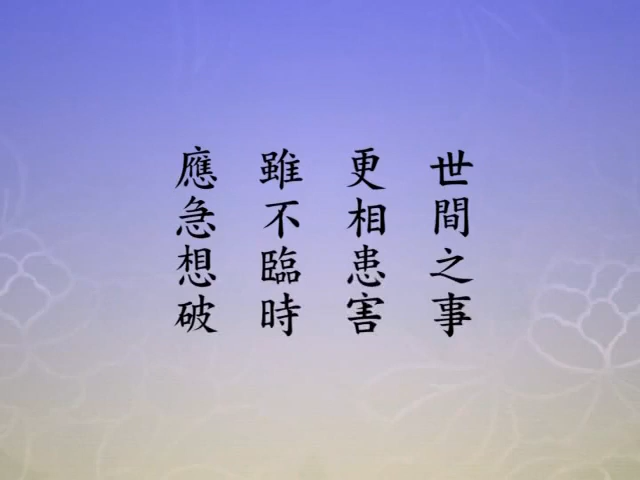 世間之事
更相患害
雖不臨時
應急想破